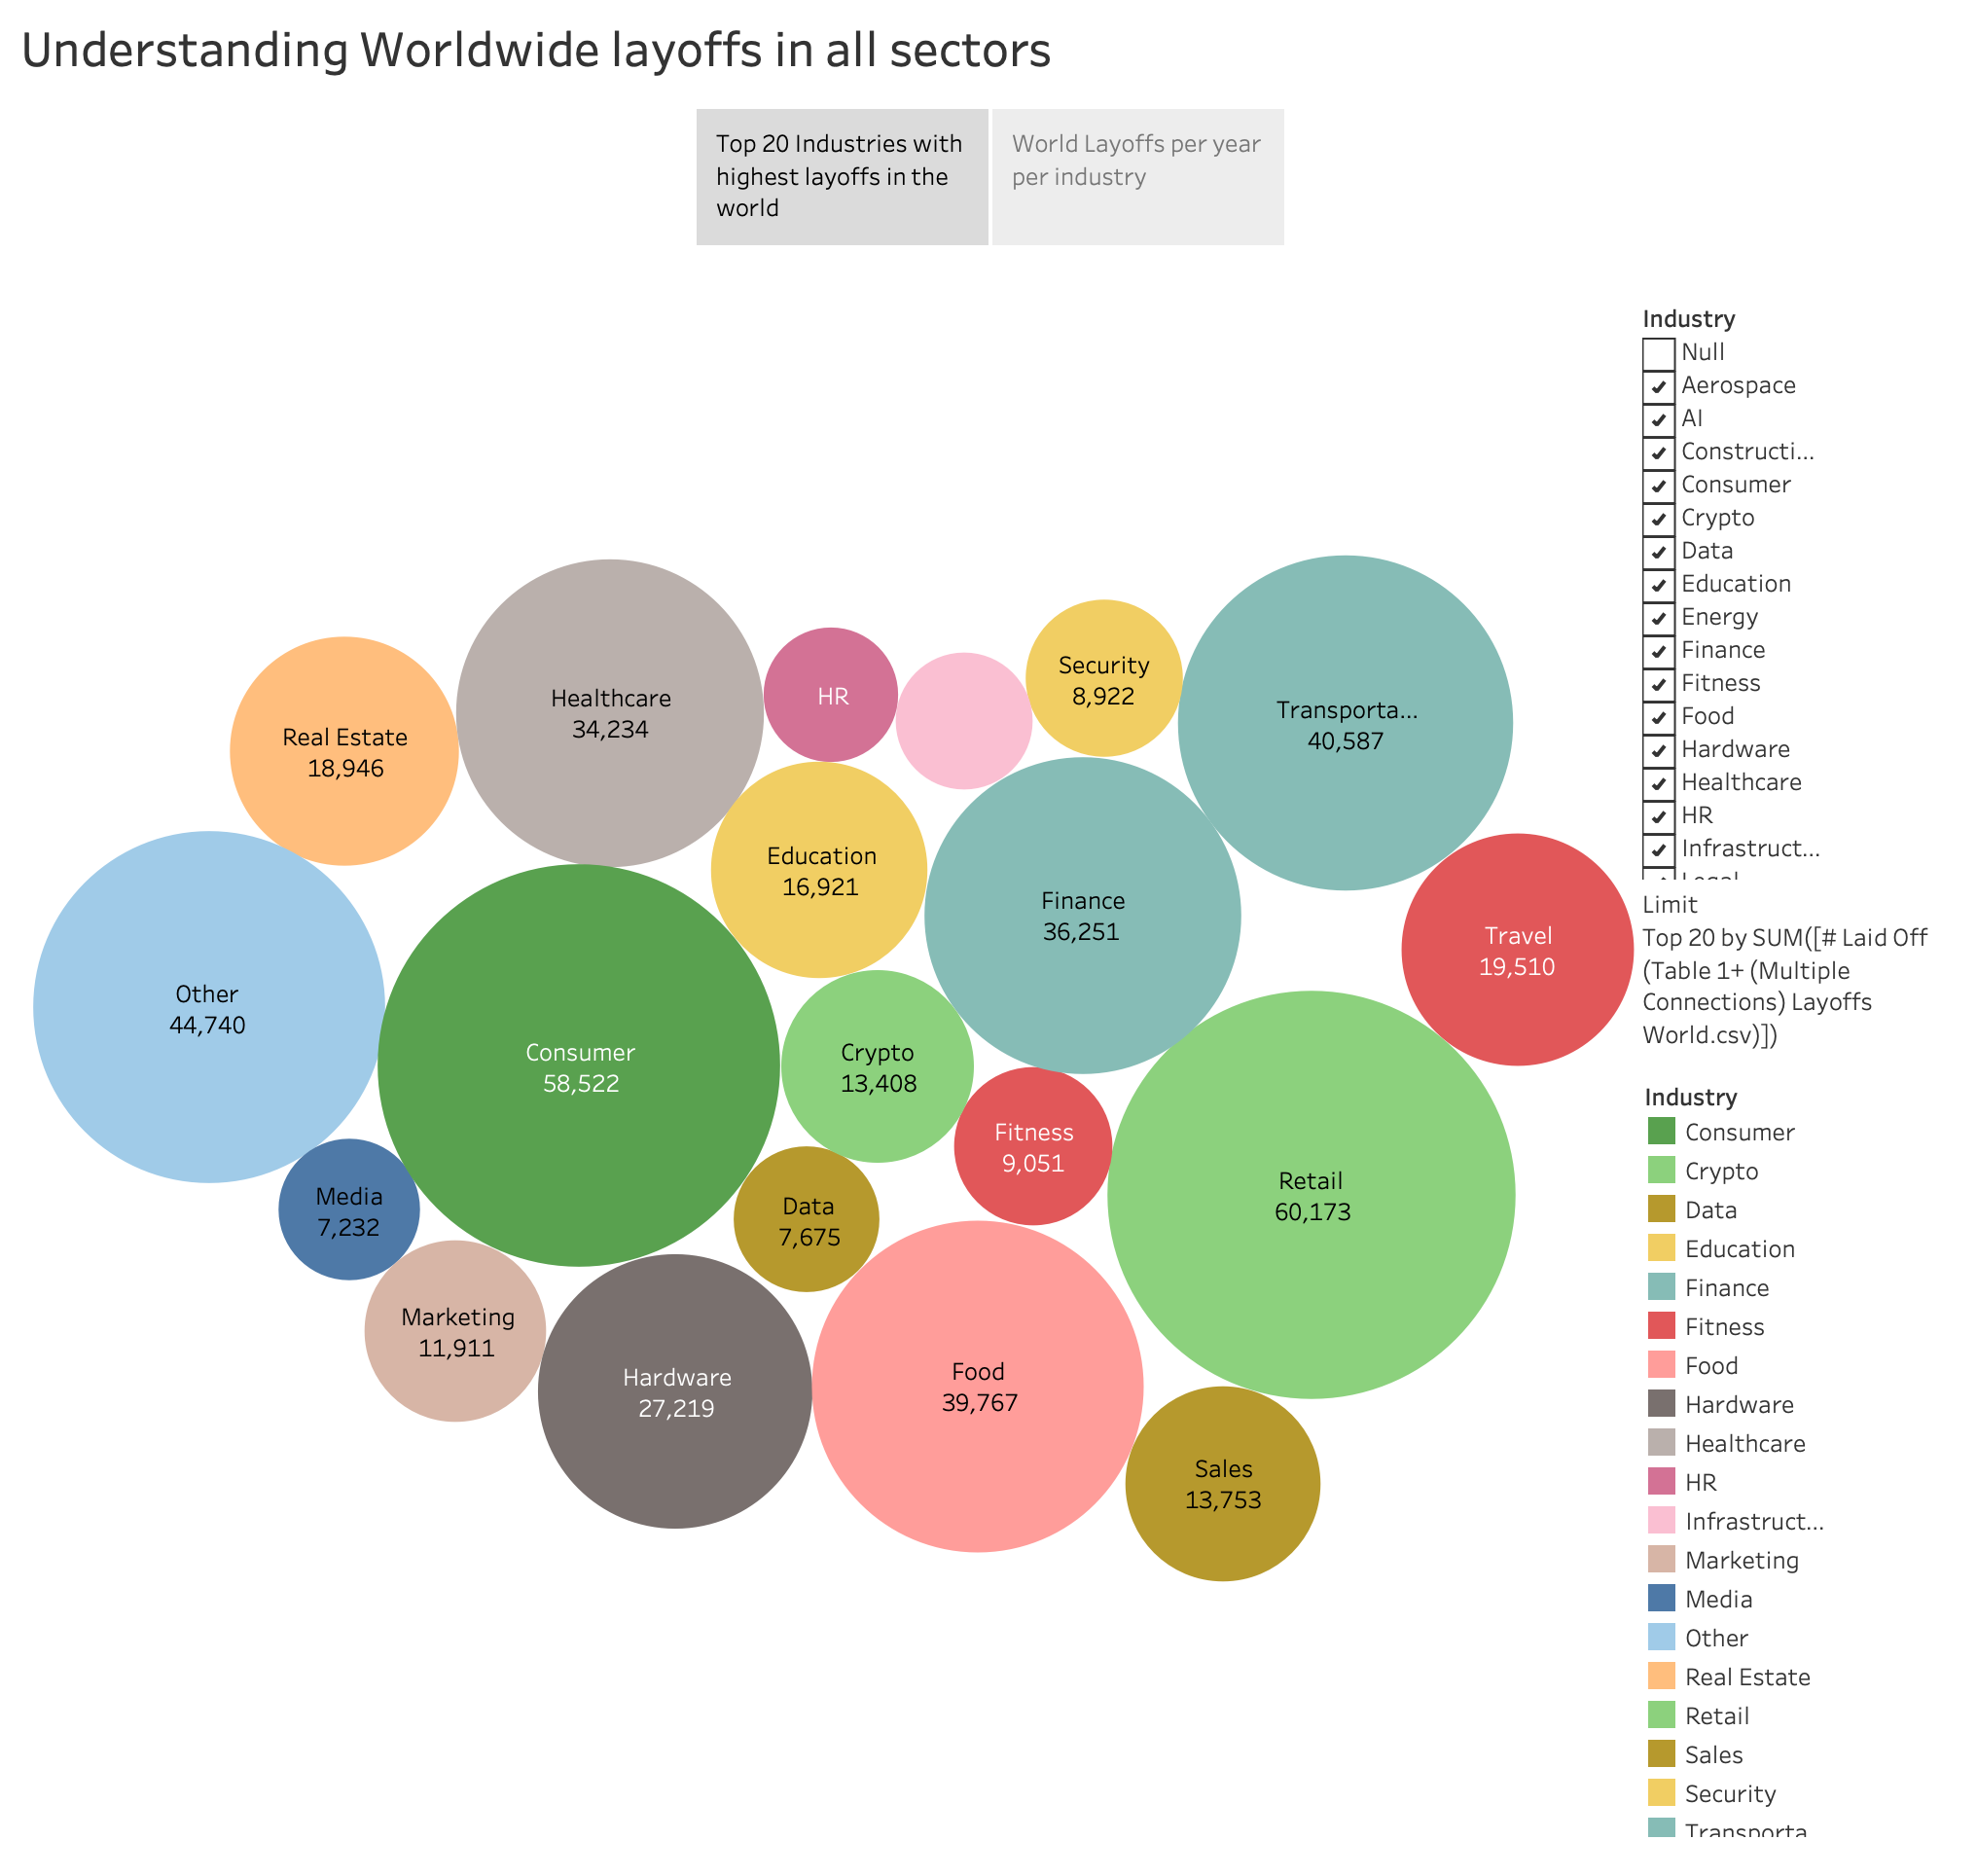 Understanding Worldwide layoffs in all sectors
Top 20 Industries with
highest layoffs in the
world
World Layoffs per year
per industry
Real Estate
18,946
Healthcare
34,234
HR
Security
8,922
Transporta...
40,587
Education
16,921
Finance
36,251
Travel
19,510
Other
44,740
Consumer
58,522
Crypto
13,408
Fitness
9,051
Retail
60,173
Media
7,232
Data
7,675
Marketing
11,911
Hardware
27,219
Food
39,767
Sales
13,753
Industry
Null
Aerospace
AI
Constructi...
Consumer
Crypto
Data
Education
Energy
Finance
Fitness
Food
Hardware
Healthcare
HR
Infrastruct...
Legal
Limit
Top 20 by SUM([# Laid Off
(Table 1+ (Multiple
Connections) Layoffs
World.csv)])
Industry
Consumer
Crypto
Data
Education
Finance
Fitness
Food
Hardware
Healthcare
HR
Infrastruct...
Marketing
Media
Other
Real Estate
Retail
Sales
Security
Transporta